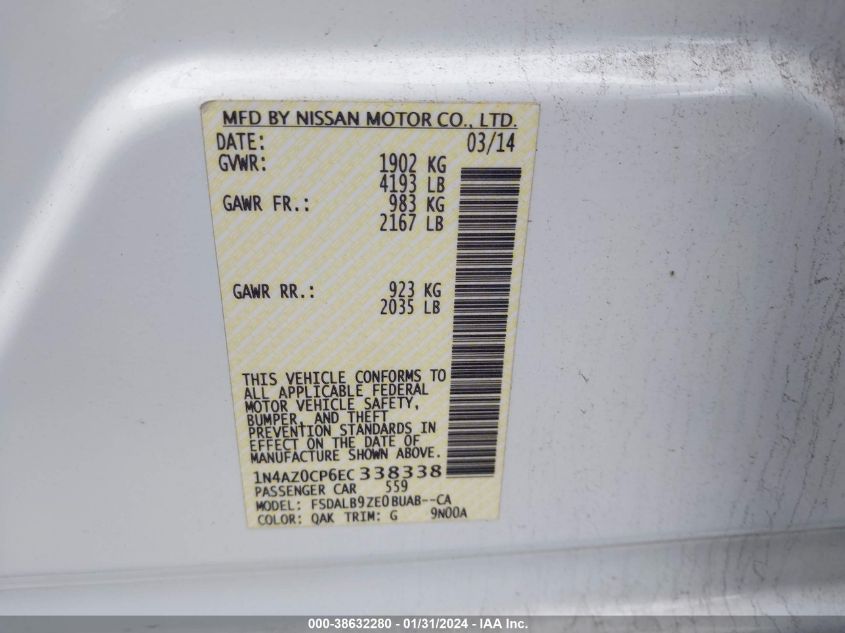 MFD BY NISSAN MOTOR CO., LTD.
DATE: 03/14
GVWR: 1902 KG
4193 LB
GAWR FR.: 983 KG
2167 LB
GAWR RR.: 923 KG
2035 LB
THIS VEHICLE CONFORMS TO
ALL APPLICABLE FEDERAL
MOTOR VEHICLE SAFETY,
BUMPER, AND THEFT
PREVENTION STANDARDS IN
EFFECT ON THE DATE OF
MANUFACTURE SHOWN ABOVE.
1N4AZ0CP6EC338338
PASSENGER CAR 559
MODEL: FSDALB9ZE0BUAB--CA
COLOR: QAK TRIM: G 9N00A
000-38632280 - 01/31/2024 - IAA Inc.